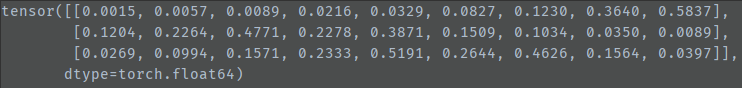 tensor([[0.0015, 0.0057, 0.0089, 0.0216, 0.0329, 0.0827, 0.1230, 0.3640, 0.5837],
[0.1204, 0.2264, 0.4771, 0.2278, 0.3871, 0.1509, 0.1034, 0.0350, 0.0089],
[0.0269, 0.0994, 0.1571, 0.2333, 0.5191, 0.2644, 0.4626, 0.1564, 0.0397]],
dtype=torch.float64)